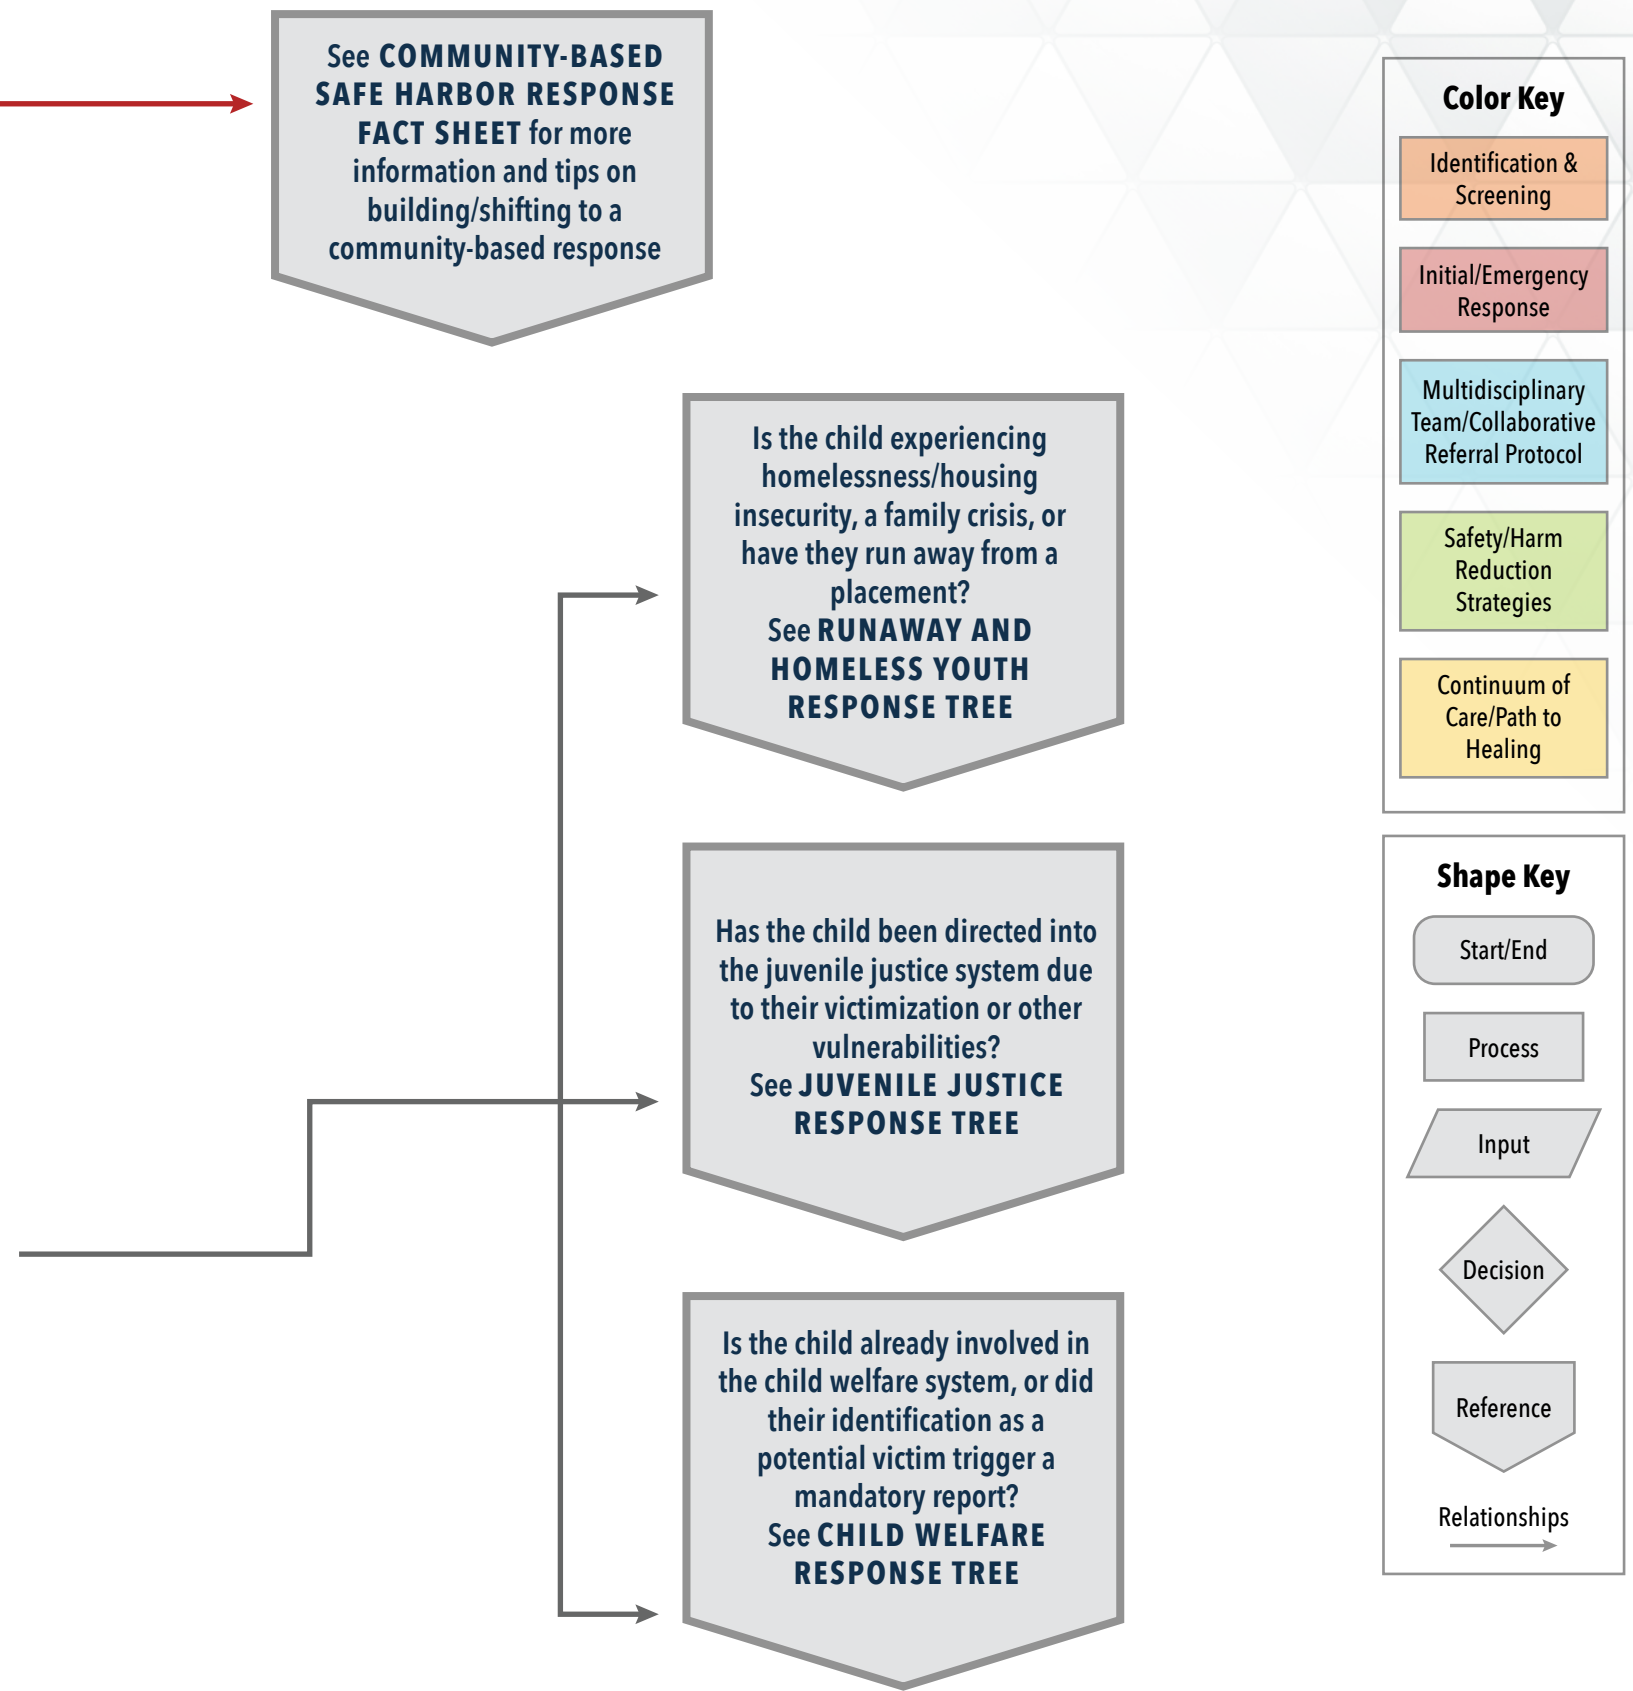 See COMMUNITY-BASED
SAFE HARBOR RESPONSE
FACT SHEET for more
information and tips on
building/shifting to a
community-based response
Is the child experiencing
homelessness/housing
insecurity, a family crisis, or
have they run away from a
placement?
See RUNAWAY AND
HOMELESS YOUTH
RESPONSE TREE
Has the child been directed into
the juvenile justice system due
to their victimization or other
vulnerabilities?
See JUVENILE JUSTICE
RESPONSE TREE
Is the child already involved in
the child welfare system, or did
their identification as a
potential victim trigger a
mandatory report?
See CHILD WELFARE
RESPONSE TREE
Color Key
Identification &
Screening
Initial/Emergency
Response
Multidisciplinary
Team/Collaborative
Referral Protocol
Safety/Harm
Reduction
Strategies
Continuum of
Care/Path to
Healing
Shape Key
Start/End
Process
Input
Decision
Reference
Relationships